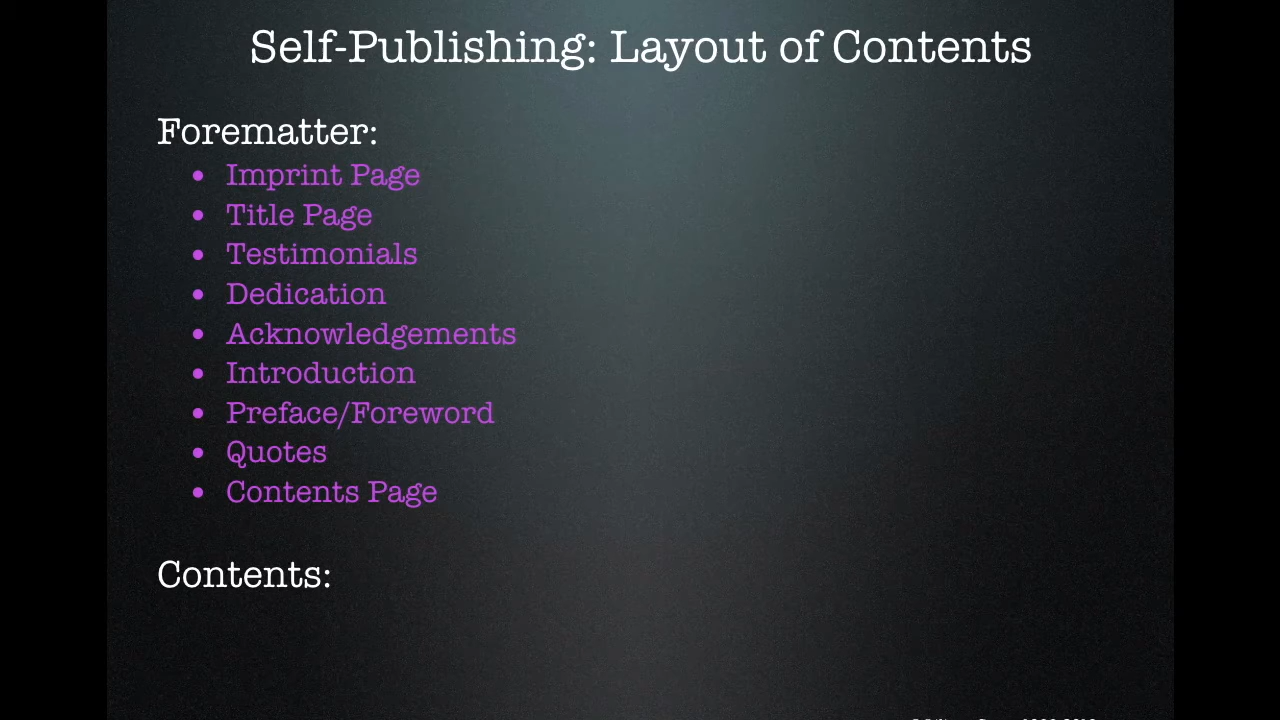 Self-Publishing: Layout of Contents
Forematter:
• Imprint Page
• Title Page
• Testimonials
• Dedication
• Acknowledgements
• Introduction
• Preface/Foreword
• Quotes
• Contents Page
Contents: